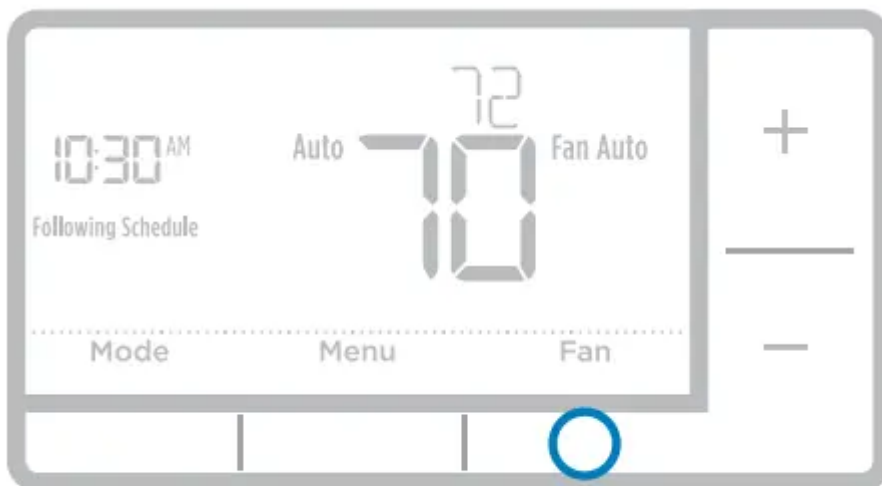 72
10:30 AM Auto 70 Fan Auto
Following Schedule
Mode Menu Fan
+
-